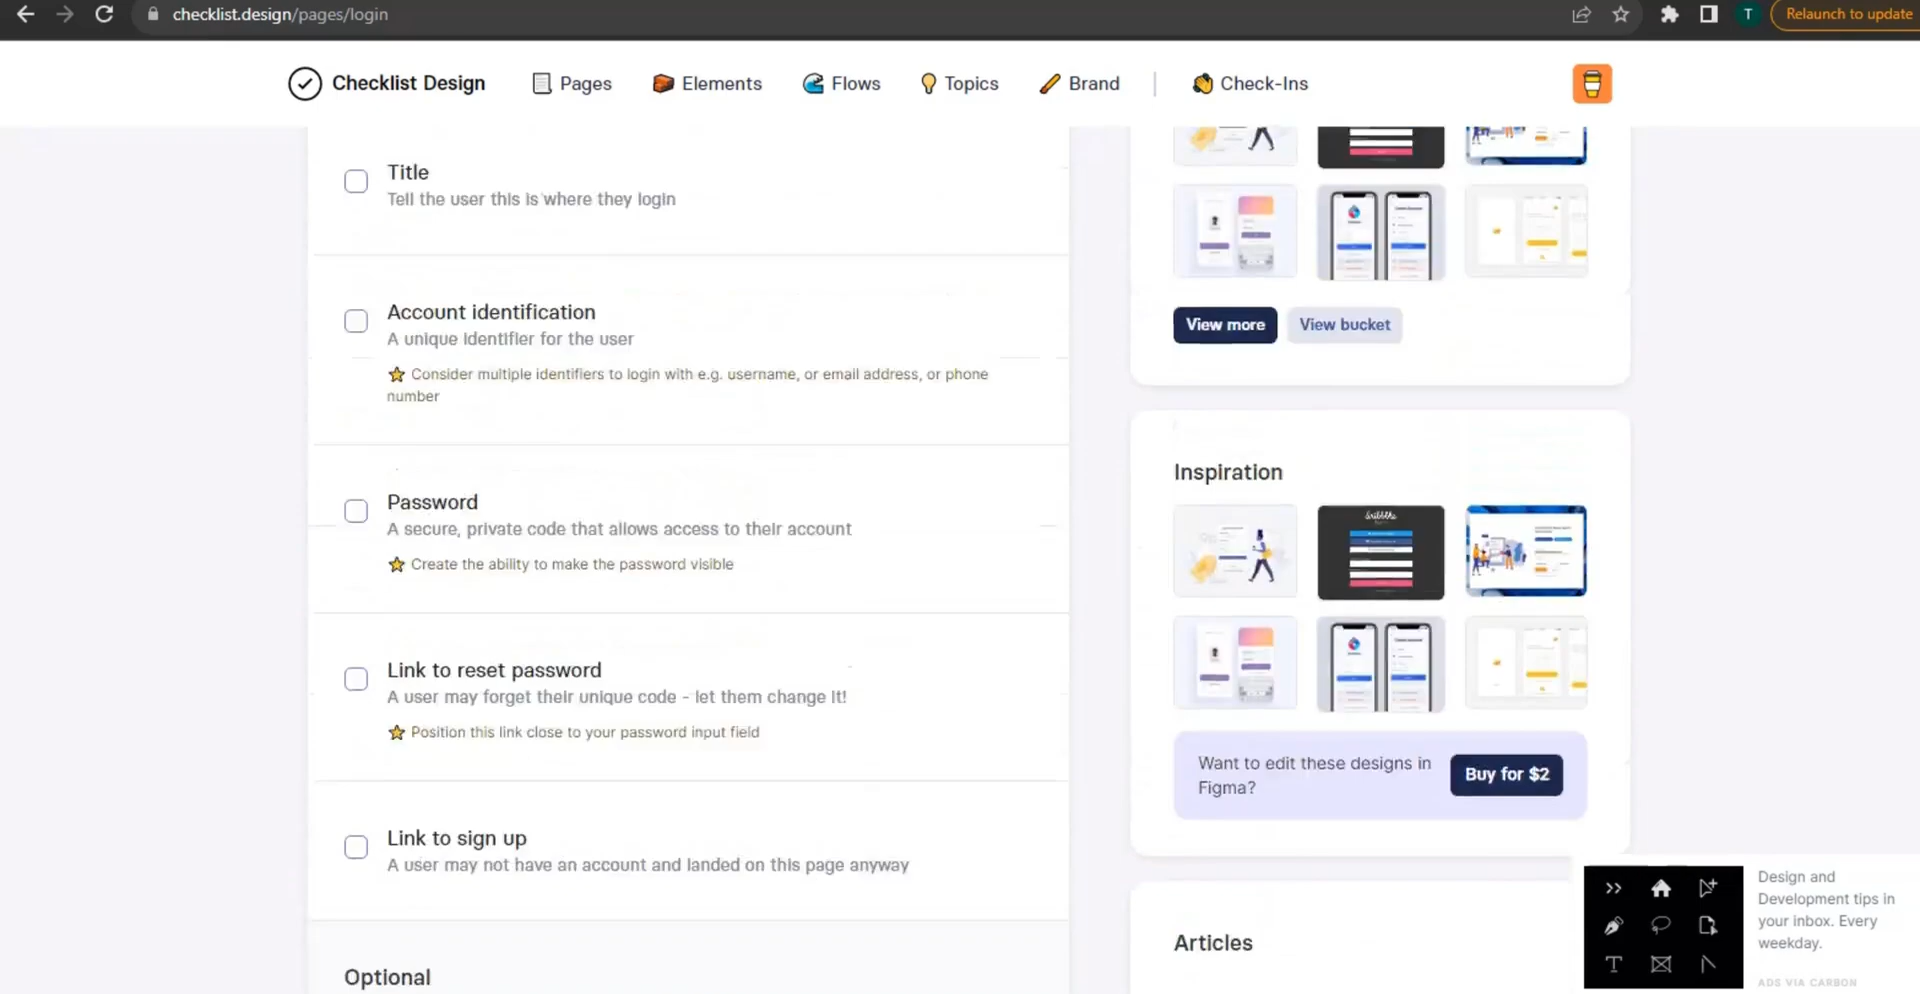 checklist.design/pages/login
T
Relaunch to update
Checklist Design
Pages
Elements
Flows
Topics
Brand
Check-Ins
Title
Tell the user this is where they login
Account identification
A unique identifier for the user
Consider multiple identifiers to login with e.g. username, or email address, or phone
number
Password
A secure, private code that allows access to their account
Create the ability to make the password visible
Link to reset password
A user may forget their unique code - let them change it!
Position this link close to your password input field
Link to sign up
A user may not have an account and landed on this page anyway
Optional
View more
View bucket
Inspiration
Want to edit these designs in
Figma?
Buy for $2
Articles
Design and
Development tips in
your inbox. Every
weekday.
ADS VIA CARBON